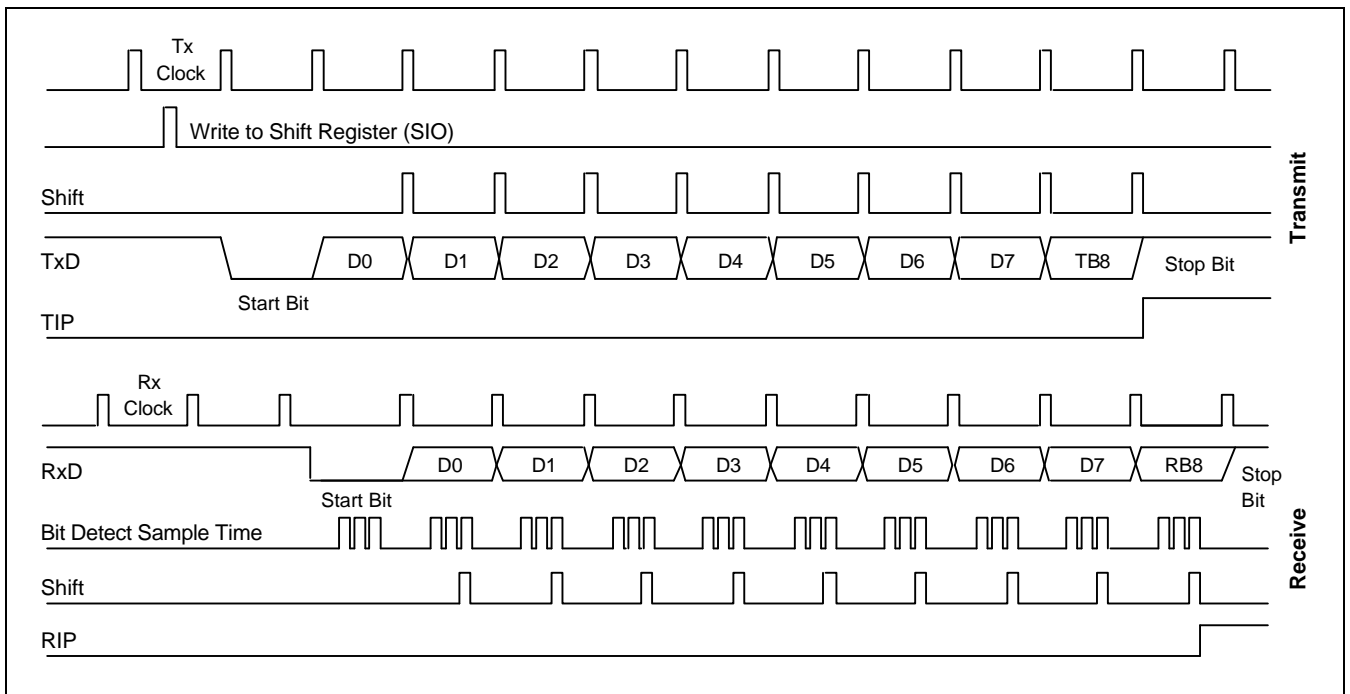 Tx
Clock
Write to Shift Register (SIO)
Shift
TxD
D0 D1 D2 D3 D4 D5 D6 D7 TB8 Stop Bit
Start Bit
TIP
Transmit
Rx
Clock
RxD
D0 D1 D2 D3 D4 D5 D6 D7 RB8 Stop
Bit
Start Bit
Bit Detect Sample Time
Shift
RIP
Receive